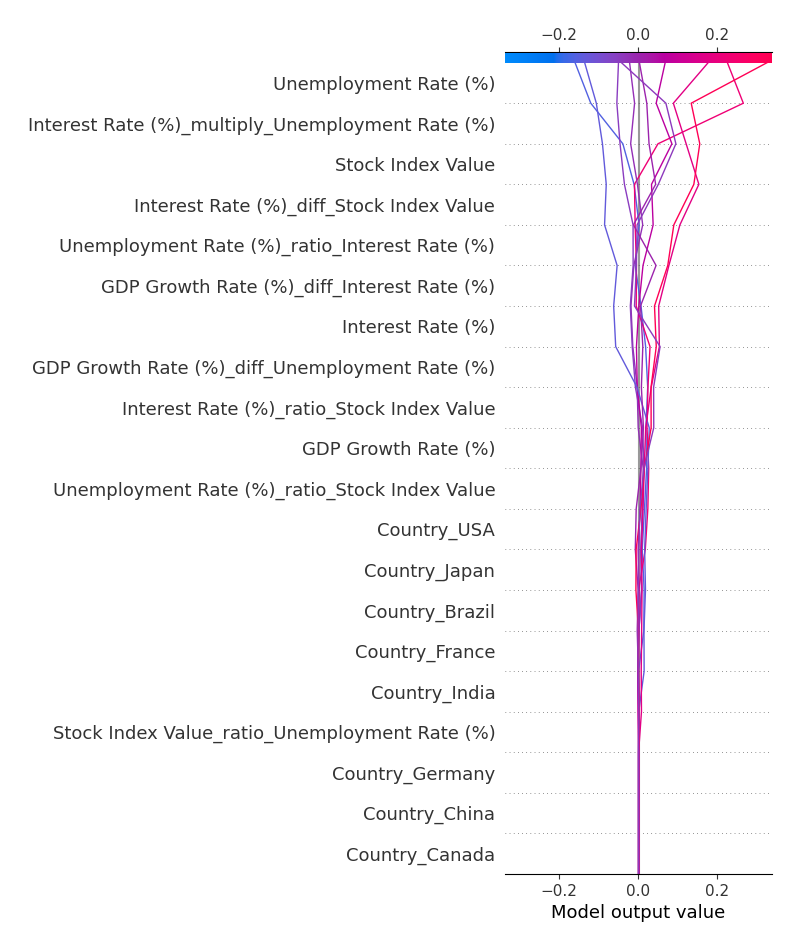 −0.2 0.0 0.2
Unemployment Rate (%)
Interest Rate (%)_multiply_Unemployment Rate (%)
Stock Index Value
Interest Rate (%)_diff_Stock Index Value
Unemployment Rate (%)_ratio_Interest Rate (%)
GDP Growth Rate (%)_diff_Interest Rate (%)
Interest Rate (%)
GDP Growth Rate (%)_diff_Unemployment Rate (%)
Interest Rate (%)_ratio_Stock Index Value
GDP Growth Rate (%)
Unemployment Rate (%)_ratio_Stock Index Value
Country_USA
Country_Japan
Country_Brazil
Country_France
Country_India
Stock Index Value_ratio_Unemployment Rate (%)
Country_Germany
Country_China
Country_Canada
−0.2 0.0 0.2
Model output value